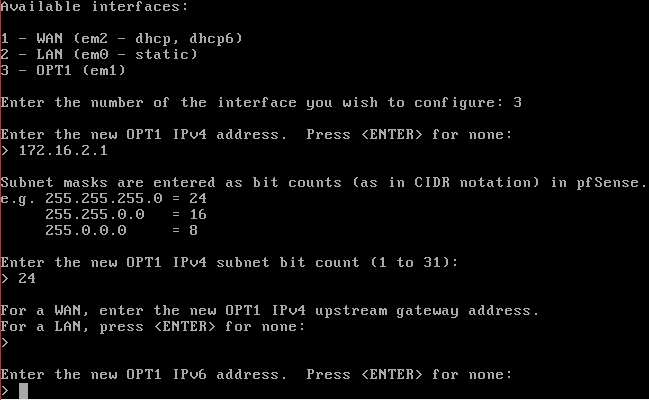 Available interfaces:
1 - WAN (em2 - dhcp, dhcp6)
2 - LAN (em0 - static)
3 - OPT1 (em1)
Enter the number of the interface you wish to configure: 3
Enter the new OPT1 IPv4 address.  Press <ENTER> for none:
> 172.16.2.1
Subnet masks are entered as bit counts (as in CIDR notation) in pfSense.
e.g. 255.255.255.0 = 24
     255.255.0.0   = 16
     255.0.0.0     = 8
Enter the new OPT1 IPv4 subnet bit count (1 to 31):
> 24
For a WAN, enter the new OPT1 IPv4 upstream gateway address.
For a LAN, press <ENTER> for none:
>
Enter the new OPT1 IPv6 address.  Press <ENTER> for none:
>